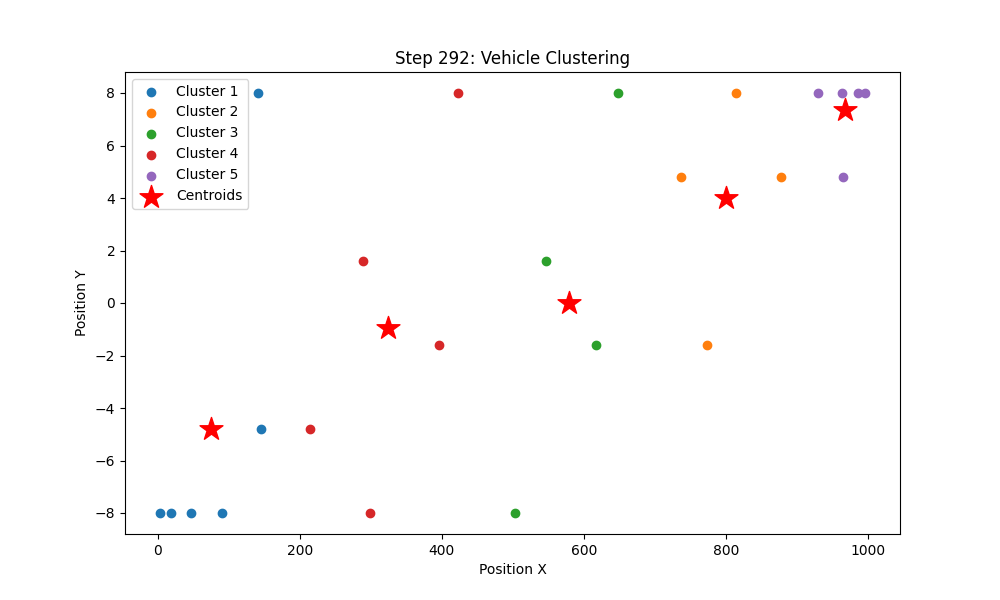 Step 292: Vehicle Clustering
Cluster 1
Cluster 2
Cluster 3
Cluster 4
Cluster 5
Centroids
8
6
4
2
0
−2
−4
−6
−8
Position Y
0
200
400
600
800
1000
Position X